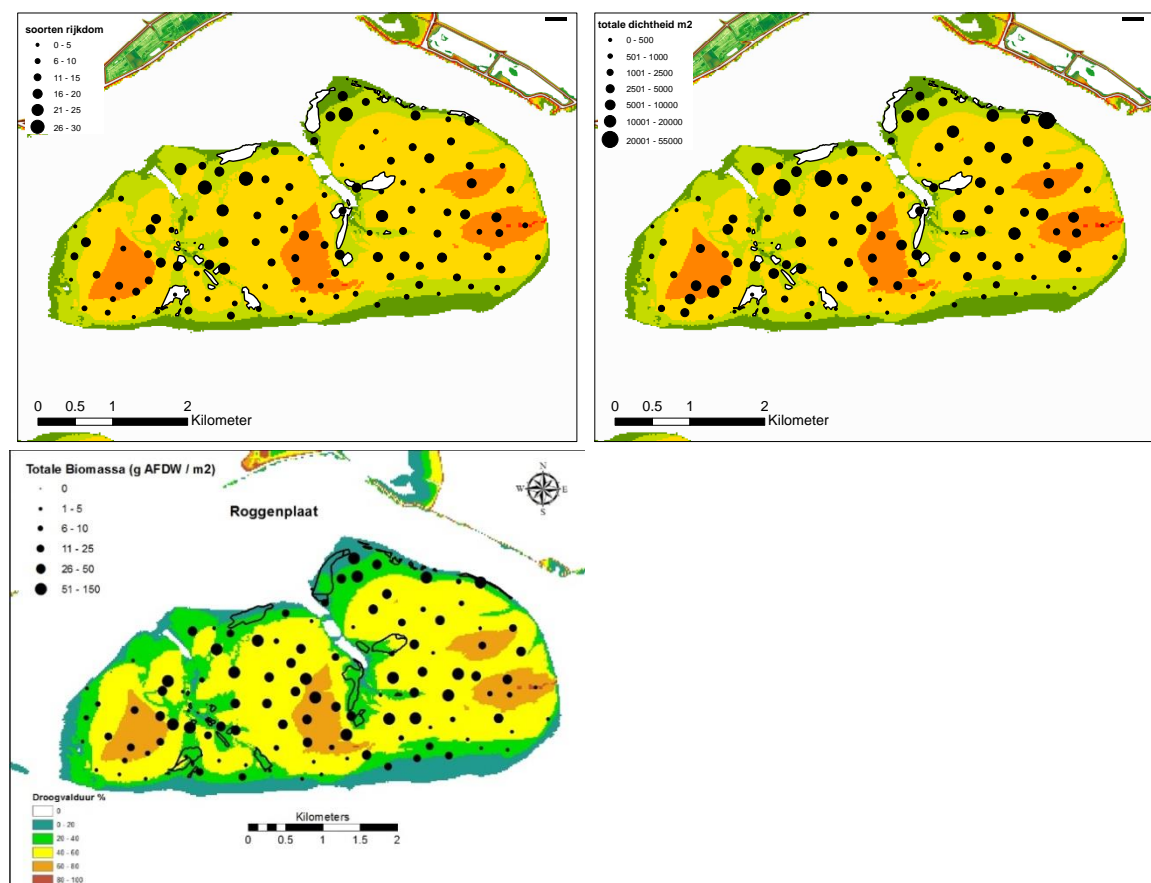 soorten rijkdom
0 - 5
6 - 10
11 - 15
16 - 20
21 - 25
26 - 30
0 0.5 1 2
Kilometer
totale dichtheid m2
0 - 500
501 - 1000
1001 - 2500
2501 - 5000
5001 - 10000
10001 - 20000
20001 - 55000
0 0.5 1 2
Kilometer
Totale Biomassa (g AFDW / m2)
0
1 - 5
6 - 10
11 - 25
26 - 50
51 - 150
Roggenplaat
N
W E
S
Droogvalduur %
0
0 - 20
20 - 40
40 - 60
60 - 80
80 - 100
Kilometers
0 0.5 1 1.5 2